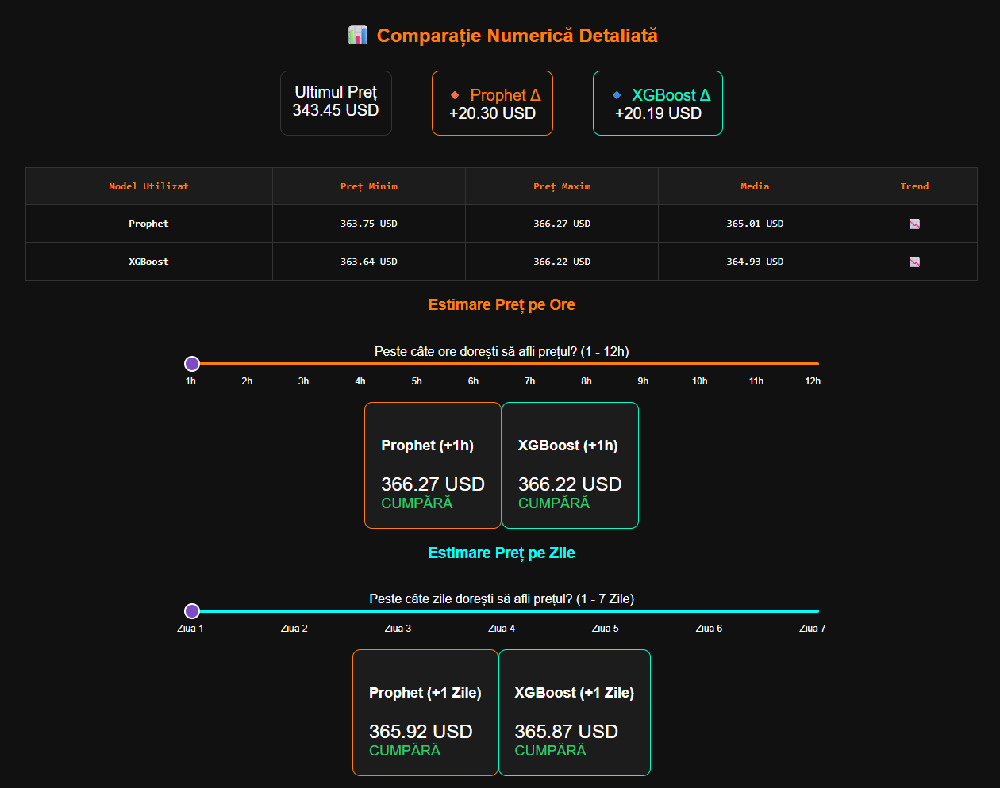 📊 Comparație Numerică Detaliată
Ultimul Preț
343.45 USD
🔸 Prophet Δ
+20.30 USD
🔹 XGBoost Δ
+20.19 USD
Model Utilizat Preț Minim Preț Maxim Media Trend
Prophet 363.75 USD 366.27 USD 365.01 USD 📉
XGBoost 363.64 USD 366.22 USD 364.93 USD 📉
Estimare Preț pe Ore
Peste câte ore dorești să afli prețul? (1 - 12h)
1h 2h 3h 4h 5h 6h 7h 8h 9h 10h 11h 12h
Prophet (+1h)
366.27 USD
CUMPĂRĂ
XGBoost (+1h)
366.22 USD
CUMPĂRĂ
Estimare Preț pe Zile
Peste câte zile dorești să afli prețul? (1 - 7 Zile)
Ziua 1 Ziua 2 Ziua 3 Ziua 4 Ziua 5 Ziua 6 Ziua 7
Prophet (+1 Zile)
365.92 USD
CUMPĂRĂ
XGBoost (+1 Zile)
365.87 USD
CUMPĂRĂ